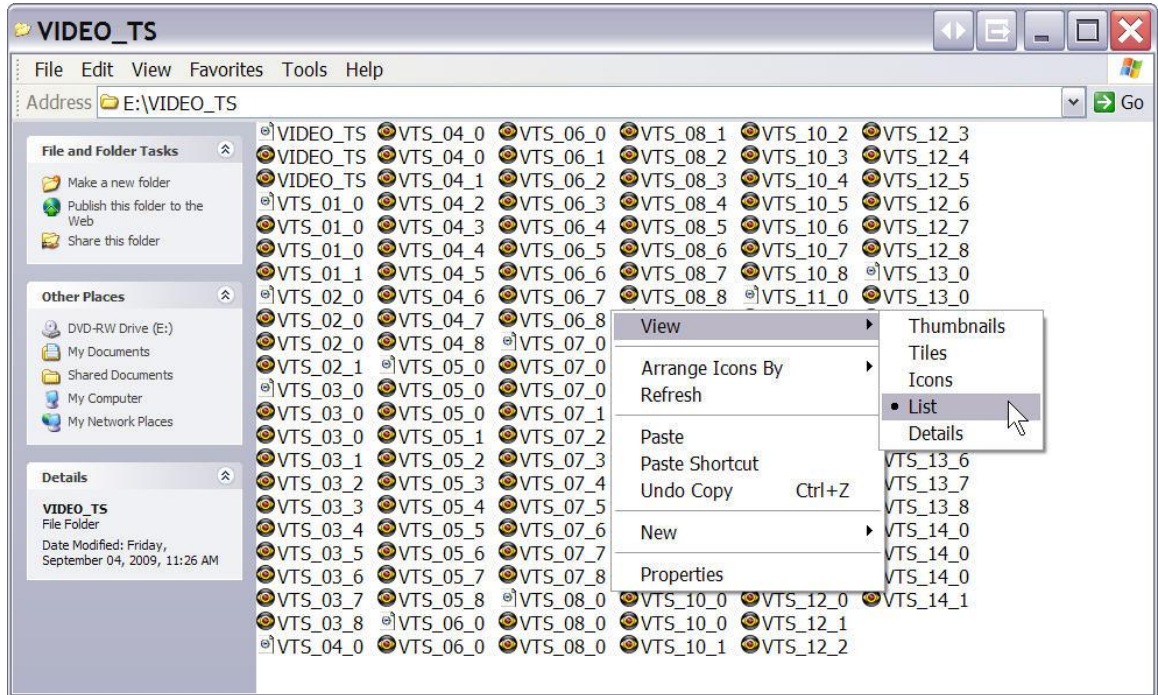 VIDEO_TS
File Edit View Favorites Tools Help
Address E:\VIDEO_TS Go
File and Folder Tasks
Make a new folder
Publish this folder to the
Web
Share this folder
Other Places
DVD-RW Drive (E:)
My Documents
Shared Documents
My Computer
My Network Places
Details
VIDEO_TS
File Folder
Date Modified: Friday,
September 04, 2009, 11:26 AM
VIDEO_TS VTS_04_0 VTS_06_0 VTS_08_1 VTS_10_2 VTS_12_3
VIDEO_TS VTS_04_0 VTS_06_1 VTS_08_2 VTS_10_3 VTS_12_4
VIDEO_TS VTS_04_1 VTS_06_2 VTS_08_3 VTS_10_4 VTS_12_5
VTS_01_0 VTS_04_2 VTS_06_3 VTS_08_4 VTS_10_5 VTS_12_6
VTS_01_0 VTS_04_3 VTS_06_4 VTS_08_5 VTS_10_6 VTS_12_7
VTS_01_0 VTS_04_4 VTS_06_5 VTS_08_6 VTS_10_7 VTS_12_8
VTS_01_1 VTS_04_5 VTS_06_6 VTS_08_7 VTS_10_8 VTS_13_0
VTS_02_0 VTS_04_6 VTS_06_7 VTS_08_8 VTS_11_0 VTS_13_0
VTS_02_0 VTS_04_7 VTS_06_8
VTS_02_0 VTS_04_8 VTS_07_0
VTS_02_1 VTS_05_0 VTS_07_0
VTS_03_0 VTS_05_0 VTS_07_0
VTS_03_0 VTS_05_0 VTS_07_1
VTS_03_0 VTS_05_1 VTS_07_2
VTS_03_1 VTS_05_2 VTS_07_3 VTS_13_6
VTS_03_2 VTS_05_3 VTS_07_4 VTS_13_7
VTS_03_3 VTS_05_4 VTS_07_5 VTS_13_8
VTS_03_4 VTS_05_5 VTS_07_6 VTS_14_0
VTS_03_5 VTS_05_6 VTS_07_7 VTS_14_0
VTS_03_6 VTS_05_7 VTS_07_8 VTS_14_0
VTS_03_7 VTS_05_8 VTS_08_0 VTS_10_0 VTS_12_0 VTS_14_1
VTS_03_8 VTS_06_0 VTS_08_0 VTS_10_0 VTS_12_1
VTS_04_0 VTS_06_0 VTS_08_0 VTS_10_1 VTS_12_2
View
Arrange Icons By
Refresh
Paste
Paste Shortcut
Undo Copy Ctrl+Z
New
Properties
Thumbnails
Tiles
Icons
List
Details